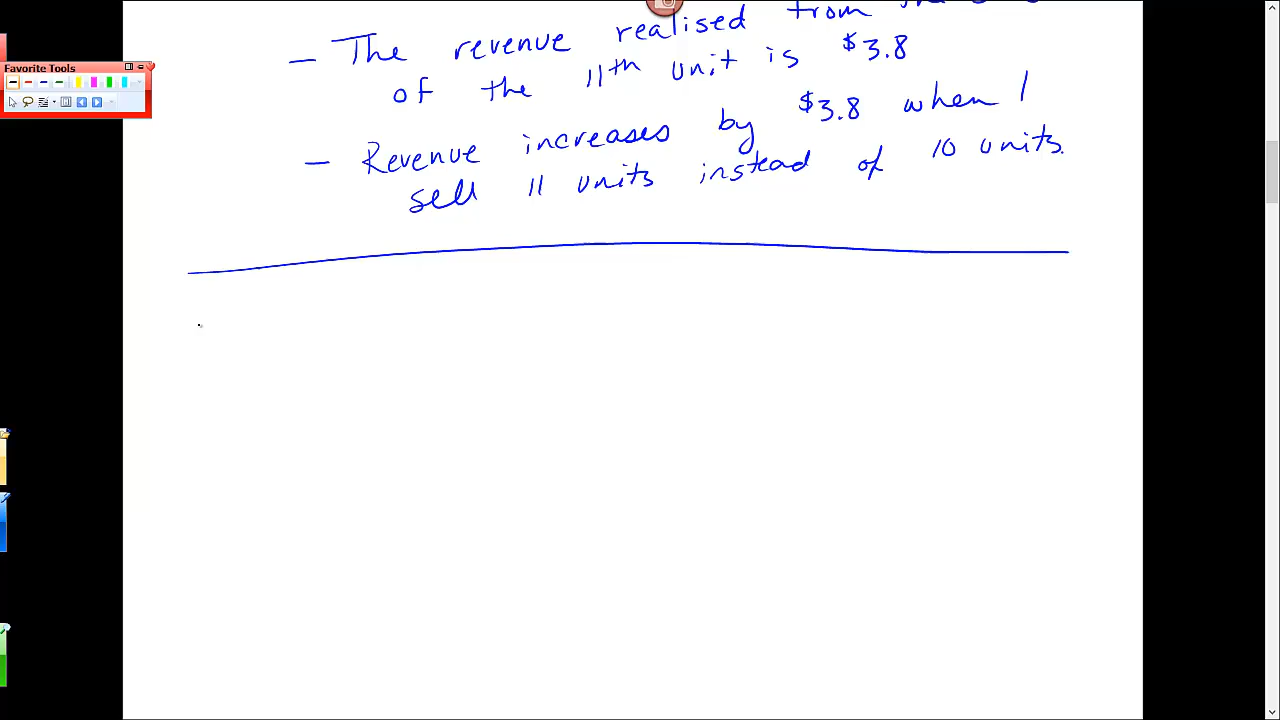 - The revenue realised from
of the 11th unit is $3.8
- Revenue increases by $3.8 when I
sell 11 units instead of 10 units.
Favorite Tools